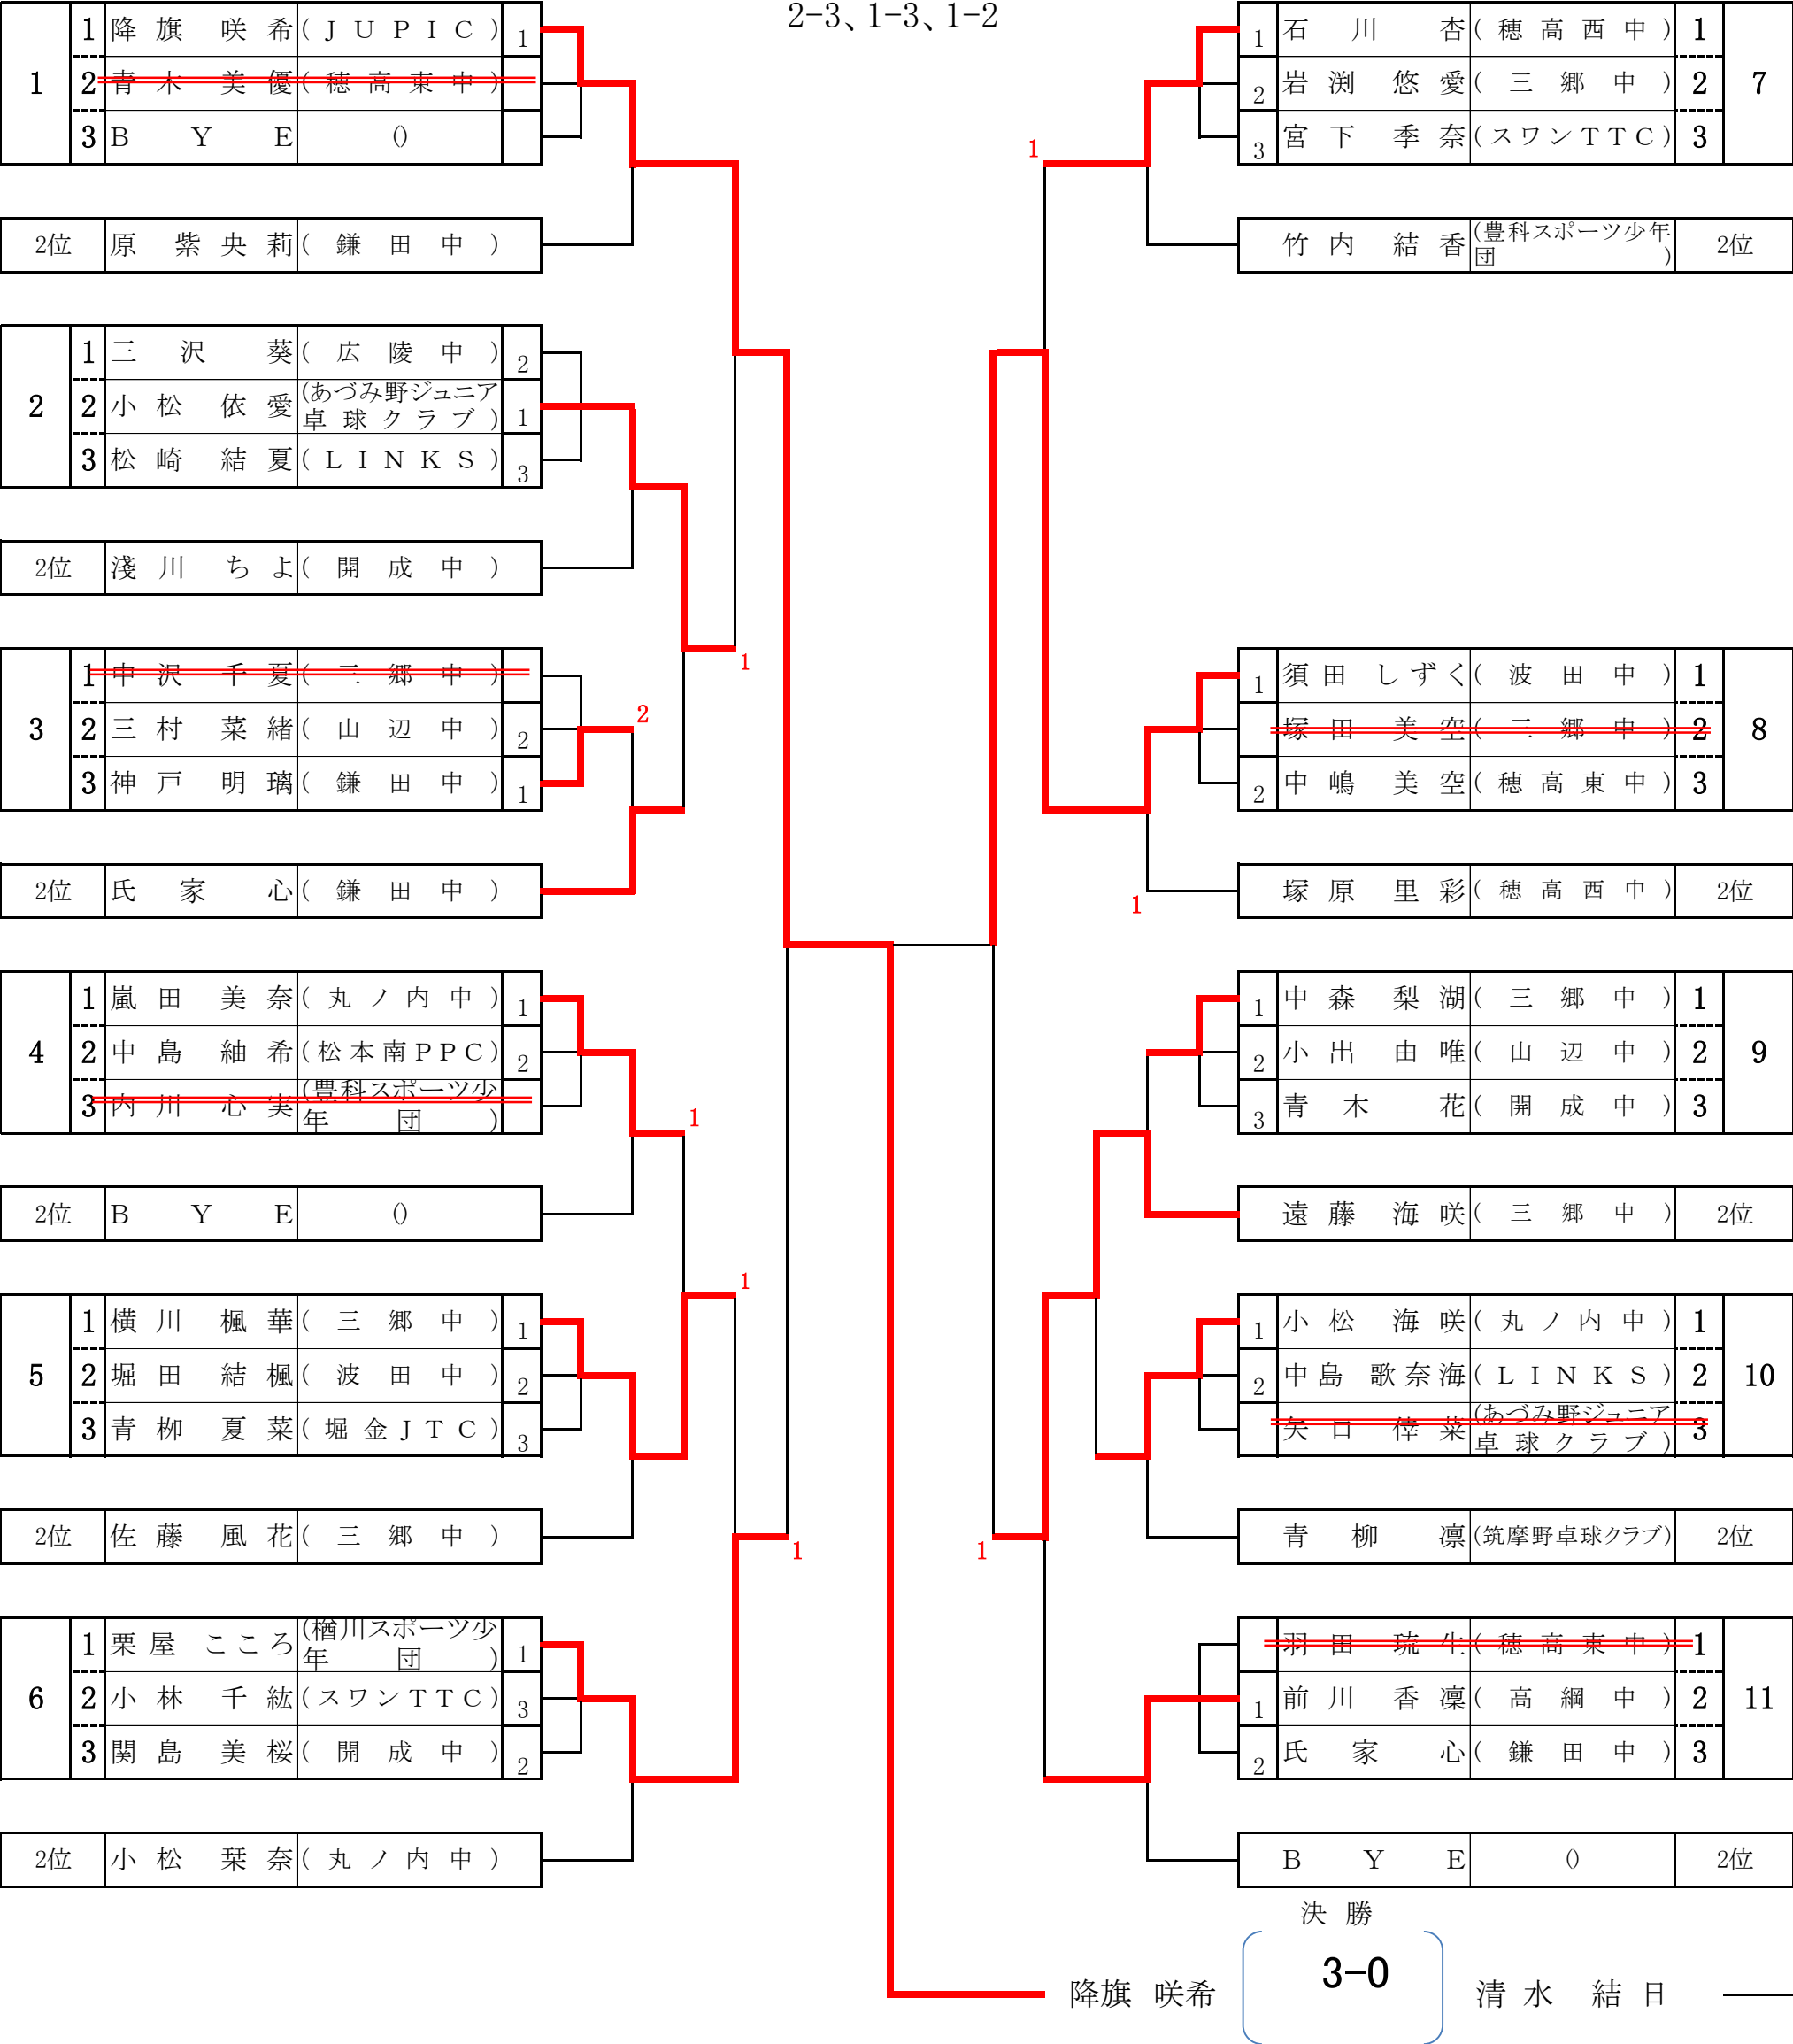 2-3、1-3、1-2
1 1 降旗 咲希 (JUPIC) 1
2 青木 美優 (穂高東中)
3 BYE ()
2位 原 紫央莉 (鎌田中)
2 1 三沢 葵 (広陵中) 2
2 小松 依愛 (あづみ野ジュニア卓球クラブ) 1
3 松崎 結夏 (LINKS) 3
2位 淺川 ちよ (開成中)
1
3 1 中沢 千夏 (三郷中)
2 三村 菜緒 (山辺中) 2
3 神戸 明璃 (鎌田中) 1
2
2位 氏家 心 (鎌田中)
4 1 嵐田 美奈 (丸ノ内中) 1
2 中島 紬希 (松本南PPC) 2
3 内川 心実 (豊科スポーツ少年団)
1
2位 BYE ()
1
5 1 横川 楓華 (三郷中) 1
2 堀田 結楓 (波田中) 2
3 青栁 夏菜 (堀金JTC) 3
2位 佐藤 風花 (三郷中)
1
6 1 栗屋 こころ (楢川スポーツ少年団) 1
2 小林 千紘 (スワンTTC) 3
3 関島 美桜 (開成中) 2
2位 小松 栞奈 (丸ノ内中)
1 石川 杏 (穂高西中) 1 7
2 岩渕 悠愛 (三郷中) 2
3 宮下 季奈 (スワンTTC) 3
1
竹内 結香 (豊科スポーツ少年団) 2位
1 須田 しずく (波田中) 1 8
塚田 美空 (三郷中) 2
2 中嶋 美空 (穂高東中) 3
塚原 里彩 (穂高西中) 2位
1
1 中森 梨湖 (三郷中) 1 9
2 小出 由唯 (山辺中) 2
3 青木 花 (開成中) 3
遠藤 海咲 (三郷中) 2位
1 小松 海咲 (丸ノ内中) 1 10
2 中島 歌奈海 (LINKS) 2
矢口 倖菜 (あづみ野ジュニア卓球クラブ) 3
青柳 凛 (筑摩野卓球クラブ) 2位
1
羽田 琉生 (穂高東中) 1 11
1 前川 香凜 (高綱中) 2
2 氏家 心 (鎌田中) 3
BYE () 2位
決勝
降旗 咲希 3-0 清水 結日